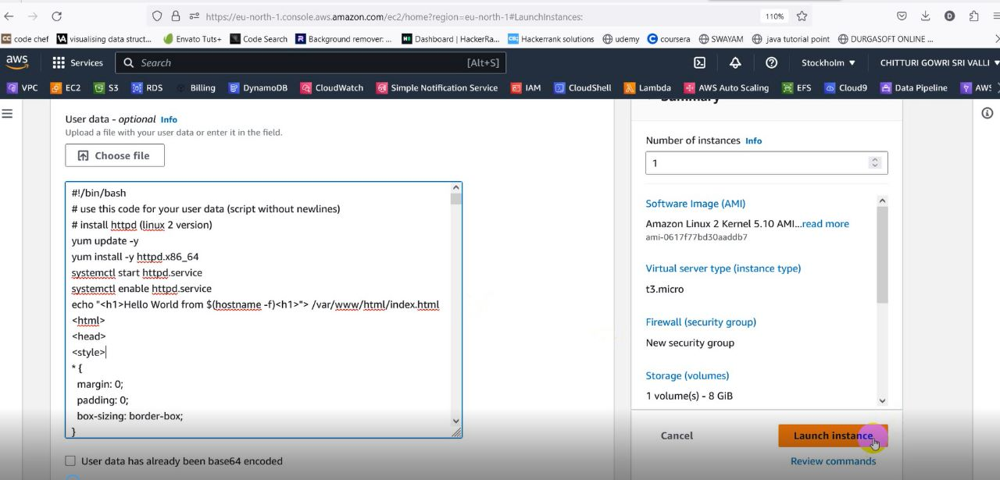 https://eu-north-1.console.aws.amazon.com/ec2/home?region=eu-north-1#LaunchInstances:
110%
D
CC code chef
VA visualising data struct...
Envato Tuts+
Code Search
R Background remover: ...
H Dashboard | HackerRa...
CB; Hackerrank solutions
udemy
C coursera
SWAYAM
java tutorial point
DURGASOFT ONLINE ...
aws
Services
Search
[Alt+S]
Stockholm
CHITTURI GOWRI SRI VALLI
VPC
EC2
S3
RDS
Billing
DynamoDB
CloudWatch
Simple Notification Service
IAM
CloudShell
Lambda
AWS Auto Scaling
EFS
Cloud9
Data Pipeline
AWS
User data - optional Info
Upload a file with your user data or enter it in the field.
Choose file
#!/bin/bash
# use this code for your user data (script without newlines)
# install httpd (linux 2 version)
yum update -y
yum install -y httpd.x86_64
systemctl start httpd.service
systemctl enable httpd.service
echo "<h1>Hello World from $(hostname -f)<h1>"> /var/www/html/index.html
<html>
<head>
<style>
* {
margin: 0;
padding: 0;
box-sizing: border-box;
}
User data has already been base64 encoded
Summary
Number of instances Info
1
Software Image (AMI)
Amazon Linux 2 Kernel 5.10 AMI...read more
ami-0617f77bd30aaddb7
Virtual server type (instance type)
t3.micro
Firewall (security group)
New security group
Storage (volumes)
1 volume(s) - 8 GiB
Cancel
Launch instance
Review commands